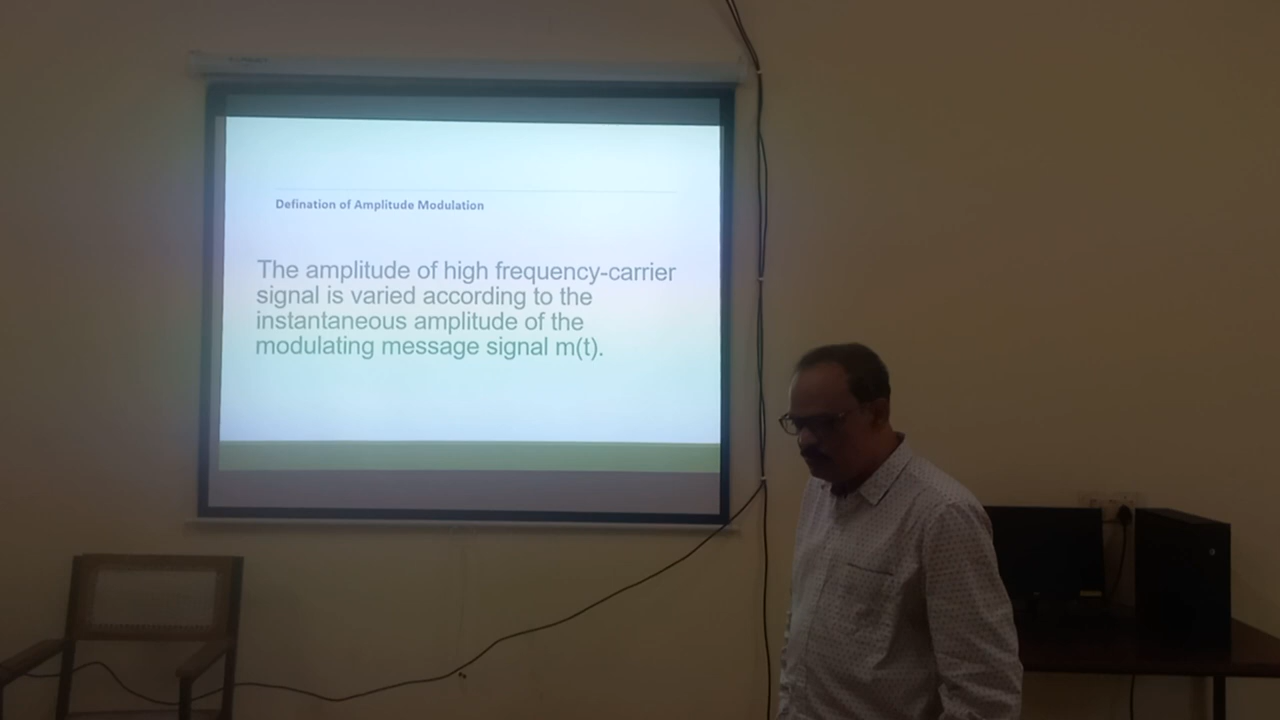 Defination of Amplitude Modulation
The amplitude of high frequency-carrier
signal is varied according to the
instantaneous amplitude of the
modulating message signal m(t).